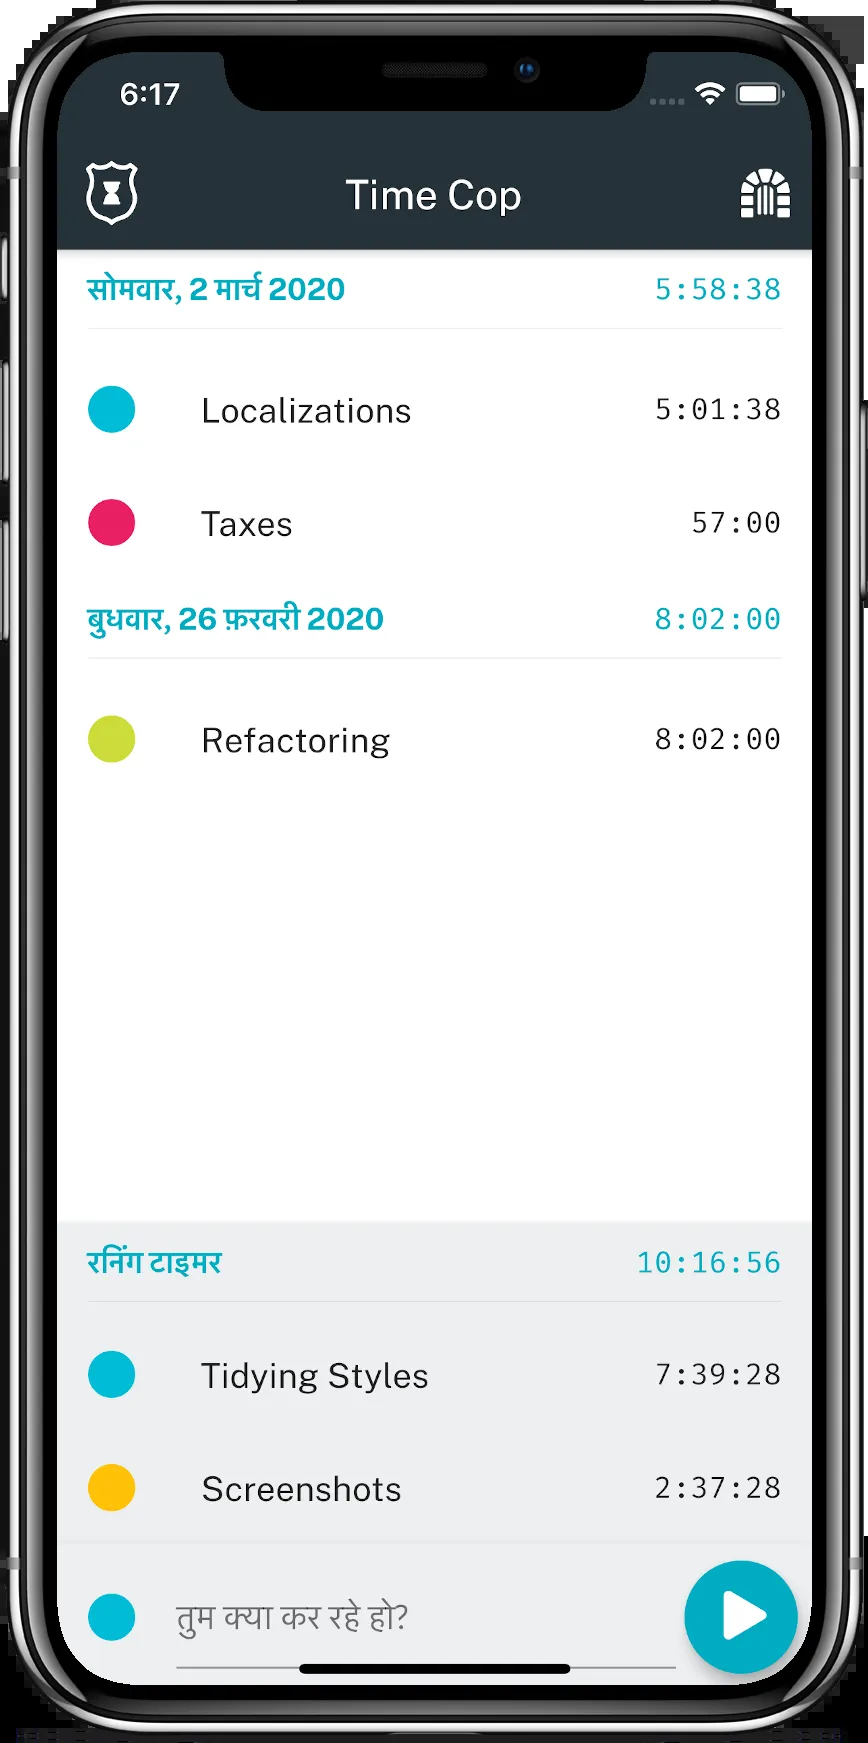 6:17
Time Cop
सोमवार, 2 मार्च 2020 5:58:38
Localizations 5:01:38
Taxes 57:00
बुधवार, 26 फ़रवरी 2020 8:02:00
Refactoring 8:02:00
रनिंग टाइमर 10:16:56
Tidying Styles 7:39:28
Screenshots 2:37:28
तुम क्या कर रहे हो?